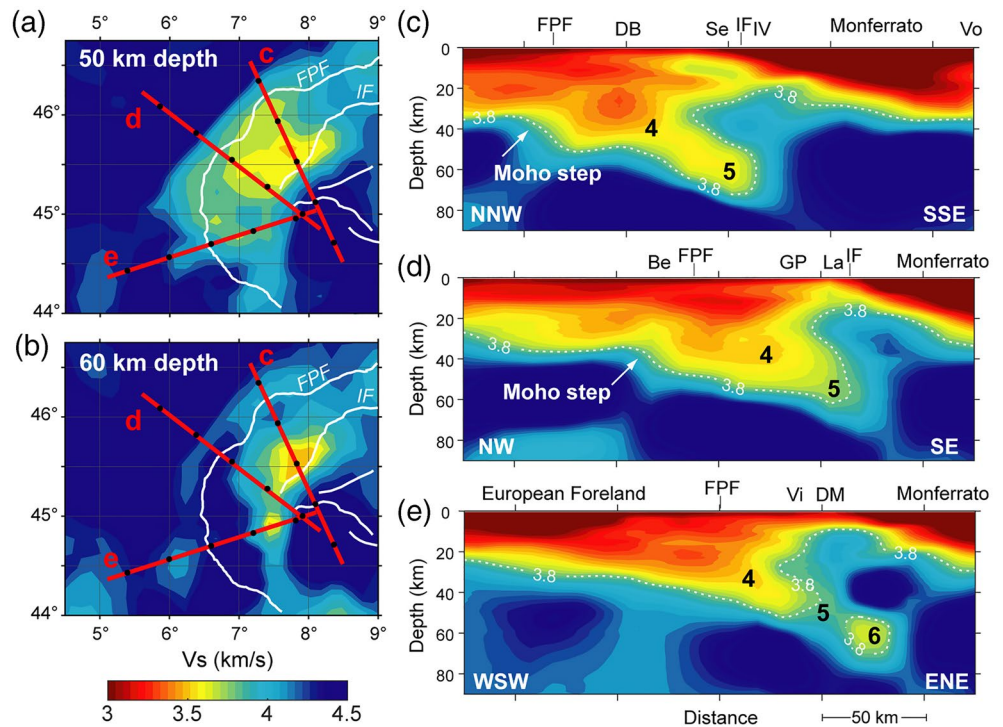 (a)
5° 6° 7° 8° 9°
50 km depth
c
FPF
IF
d
e
46°
45°
44°
(b)
60 km depth
c
FPF
IF
d
e
46°
45°
44°
5° 6° 7° 8° 9°
Vs (km/s)
3 3.5 4 4.5
(c)
FPF DB Se IF IV Monferrato Vo
0
20
40
60
80
Depth (km)
3.8
3.8
3.8
4
5
Moho step
NNW
SSE
(d)
Be FPF GP La IF Monferrato
0
20
40
60
80
Depth (km)
3.8
3.8
3.8
4
5
Moho step
NW
SE
(e)
European Foreland FPF Vi DM Monferrato
0
20
40
60
80
Depth (km)
3.8
3.8
3.8
3.8
4
5
6
WSW
ENE
Distance
50 km